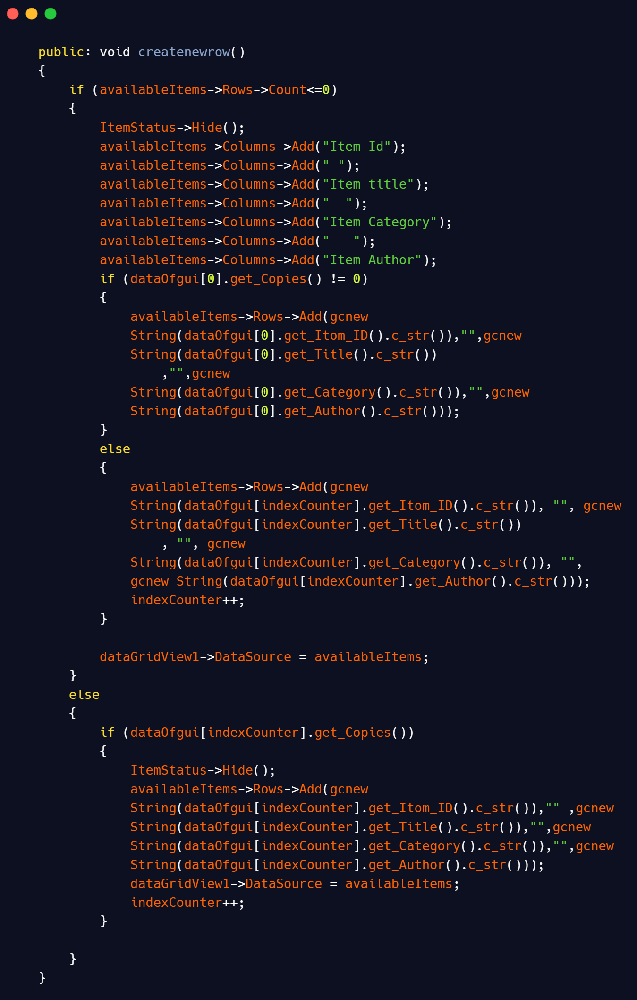 public: void createnewrow()
{
if (availableItems->Rows->Count<=0)
{
ItemStatus->Hide();
availableItems->Columns->Add("Item Id");
availableItems->Columns->Add(" ");
availableItems->Columns->Add("Item title");
availableItems->Columns->Add("  ");
availableItems->Columns->Add("Item Category");
availableItems->Columns->Add("   ");
availableItems->Columns->Add("Item Author");
if (dataOfgui[0].get_Copies() != 0)
{
availableItems->Rows->Add(gcnew
String(dataOfgui[0].get_Itom_ID().c_str()),"",gcnew
String(dataOfgui[0].get_Title().c_str())
,"",gcnew
String(dataOfgui[0].get_Category().c_str()),"",gcnew
String(dataOfgui[0].get_Author().c_str()));
}
else
{
availableItems->Rows->Add(gcnew
String(dataOfgui[indexCounter].get_Itom_ID().c_str()), "", gcnew
String(dataOfgui[indexCounter].get_Title().c_str())
, "", gcnew
String(dataOfgui[indexCounter].get_Category().c_str()), "",
gcnew String(dataOfgui[indexCounter].get_Author().c_str()));
indexCounter++;
}
dataGridView1->DataSource = availableItems;
}
else
{
if (dataOfgui[indexCounter].get_Copies())
{
ItemStatus->Hide();
availableItems->Rows->Add(gcnew
String(dataOfgui[indexCounter].get_Itom_ID().c_str()),"" ,gcnew
String(dataOfgui[indexCounter].get_Title().c_str()),"",gcnew
String(dataOfgui[indexCounter].get_Category().c_str()),"",gcnew
String(dataOfgui[indexCounter].get_Author().c_str()));
dataGridView1->DataSource = availableItems;
indexCounter++;
}
}
}